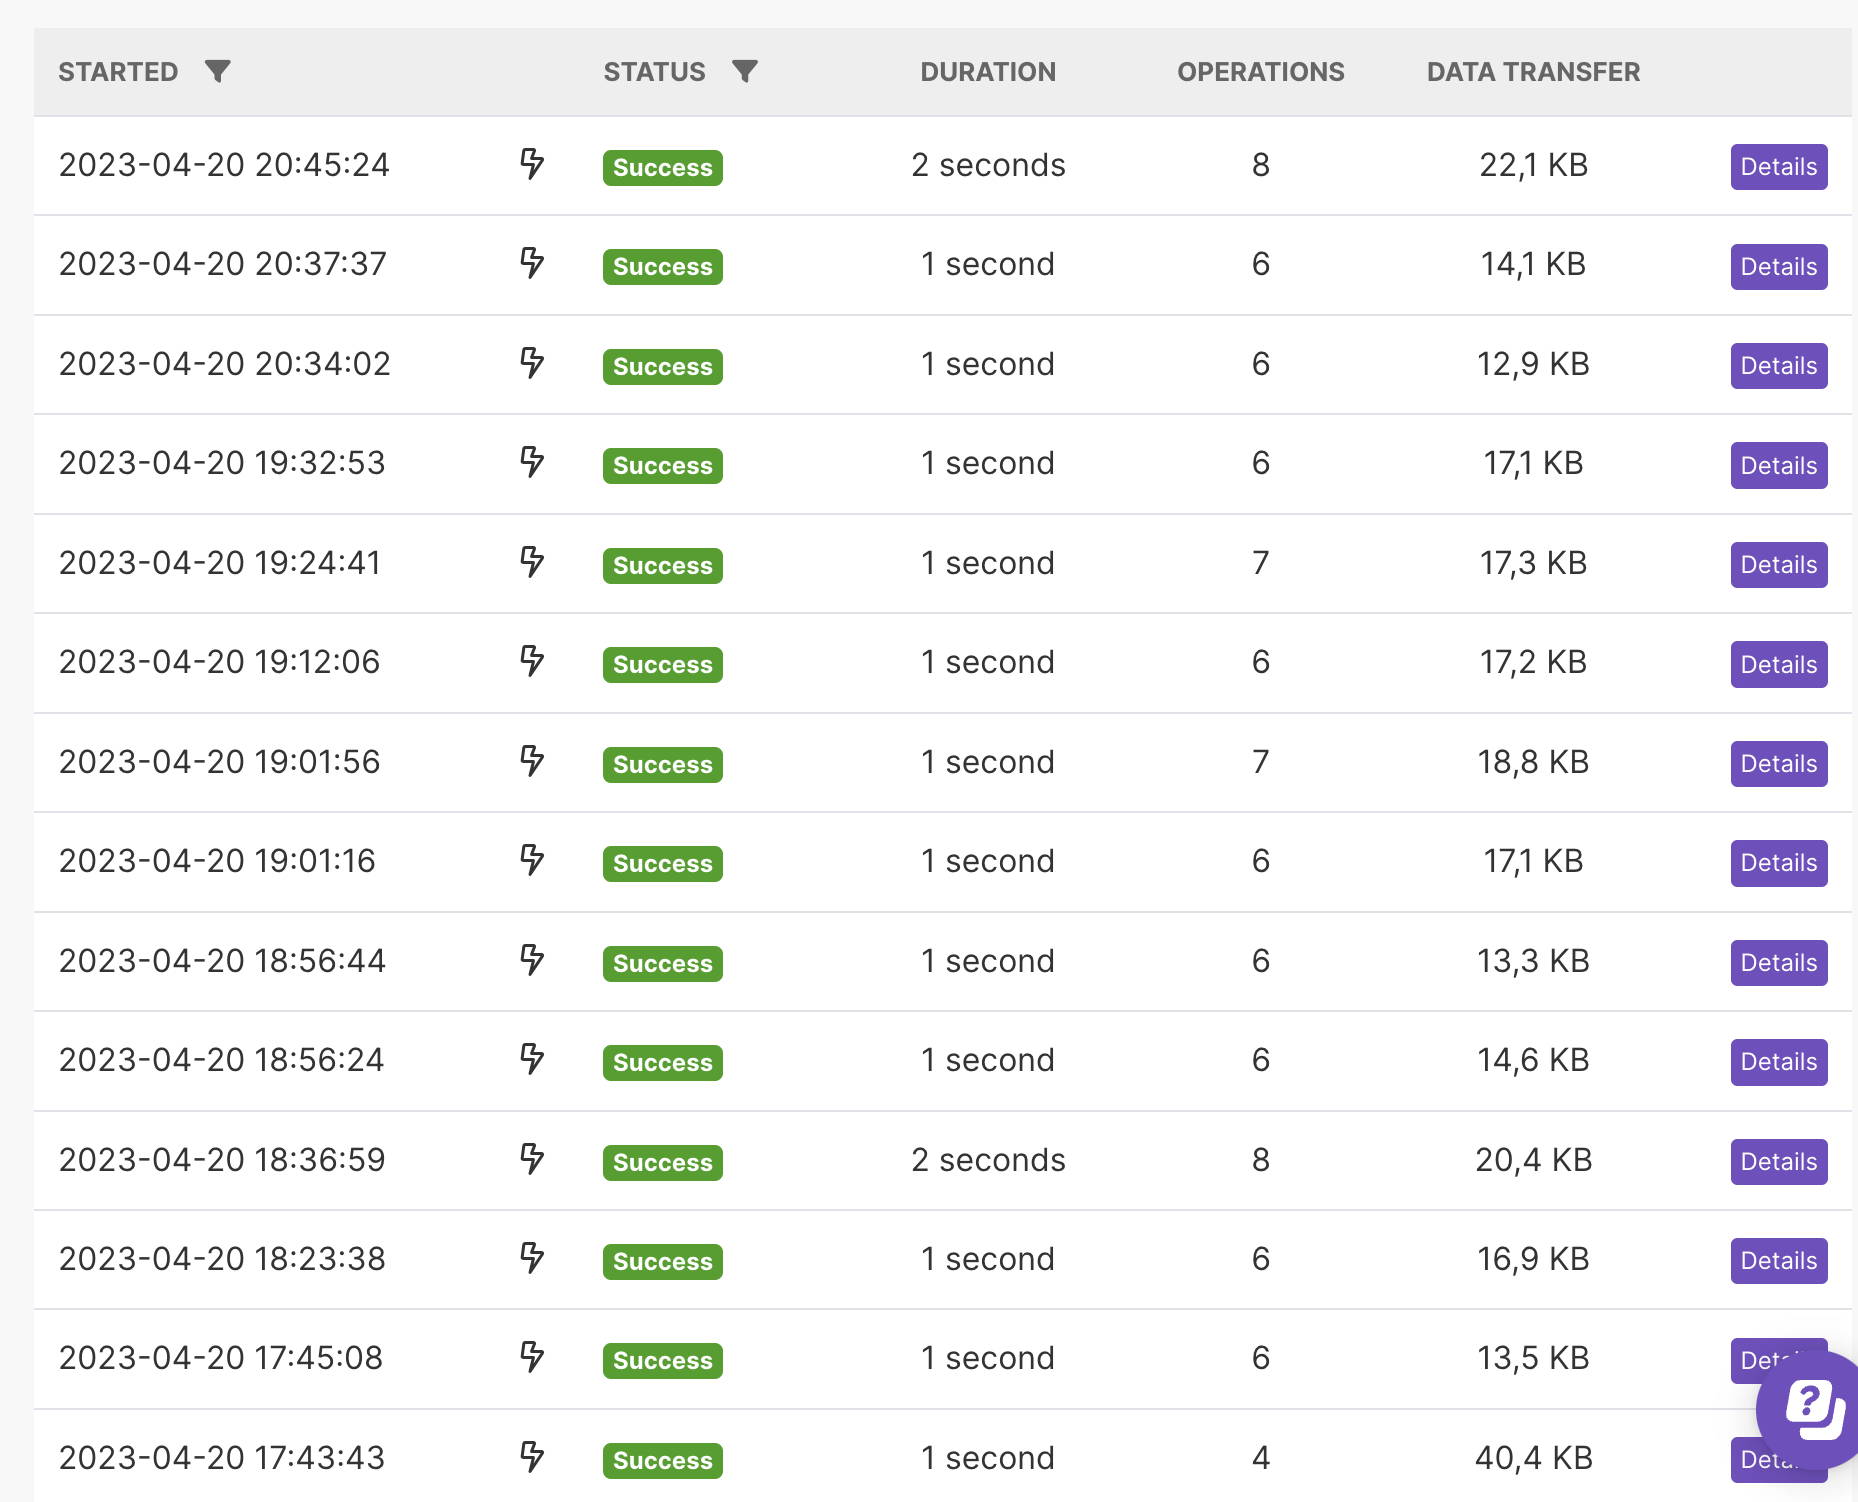 STARTED STATUS DURATION OPERATIONS DATA TRANSFER
2023-04-20 20:45:24 Success 2 seconds 8 22,1 KB Details
2023-04-20 20:37:37 Success 1 second 6 14,1 KB Details
2023-04-20 20:34:02 Success 1 second 6 12,9 KB Details
2023-04-20 19:32:53 Success 1 second 6 17,1 KB Details
2023-04-20 19:24:41 Success 1 second 7 17,3 KB Details
2023-04-20 19:12:06 Success 1 second 6 17,2 KB Details
2023-04-20 19:01:56 Success 1 second 7 18,8 KB Details
2023-04-20 19:01:16 Success 1 second 6 17,1 KB Details
2023-04-20 18:56:44 Success 1 second 6 13,3 KB Details
2023-04-20 18:56:24 Success 1 second 6 14,6 KB Details
2023-04-20 18:36:59 Success 2 seconds 8 20,4 KB Details
2023-04-20 18:23:38 Success 1 second 6 16,9 KB Details
2023-04-20 17:45:08 Success 1 second 6 13,5 KB
2023-04-20 17:43:43 Success 1 second 4 40,4 KB